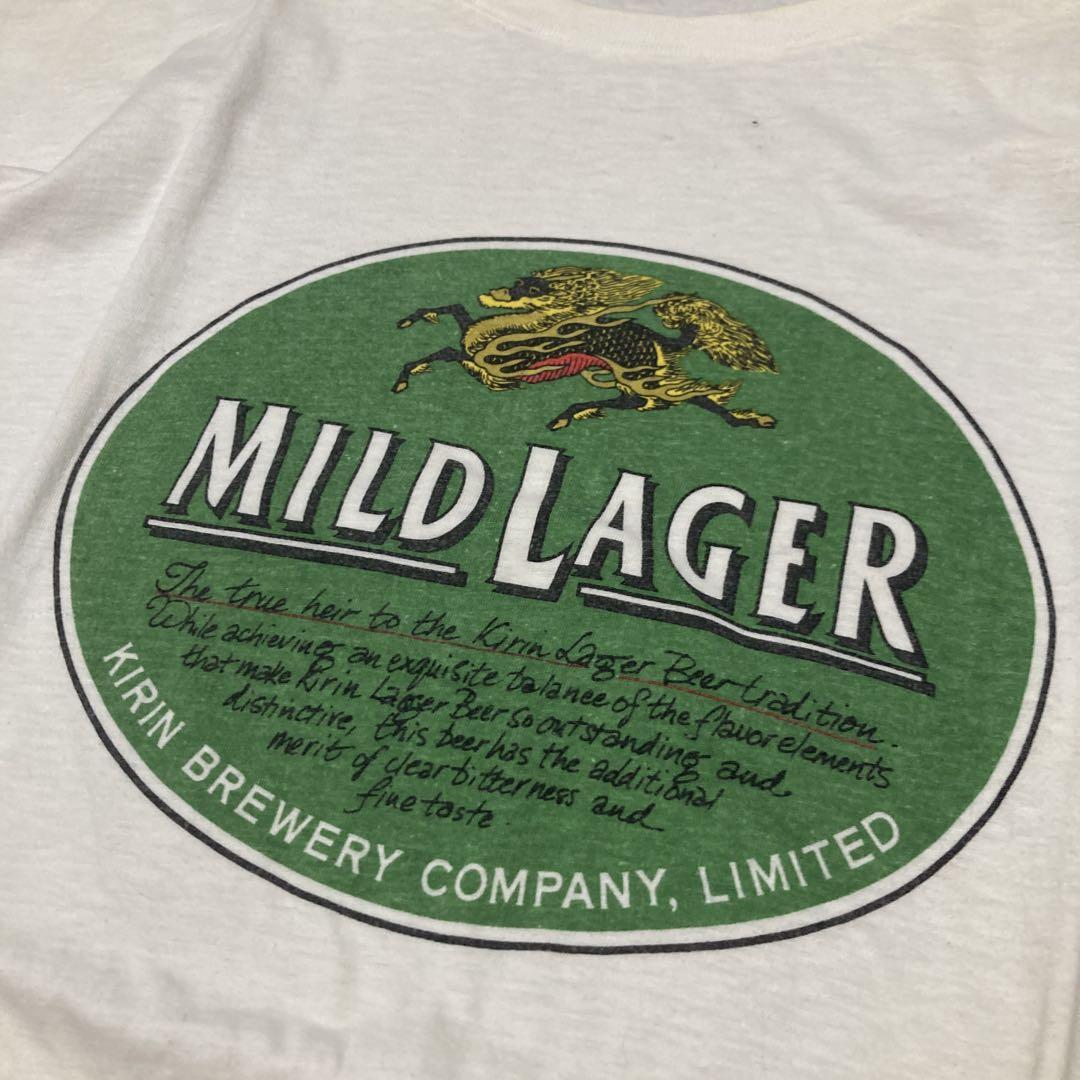 MILD LAGER
The true heir to the Kirin Lager Beer tradition.
While achieving an exquisite balance of the flavor elements
that make Kirin Lager Beer so outstanding and
distinctive, this beer has the additional
merit of clear bitterness and
fine taste.
KIRIN BREWERY COMPANY, LIMITED